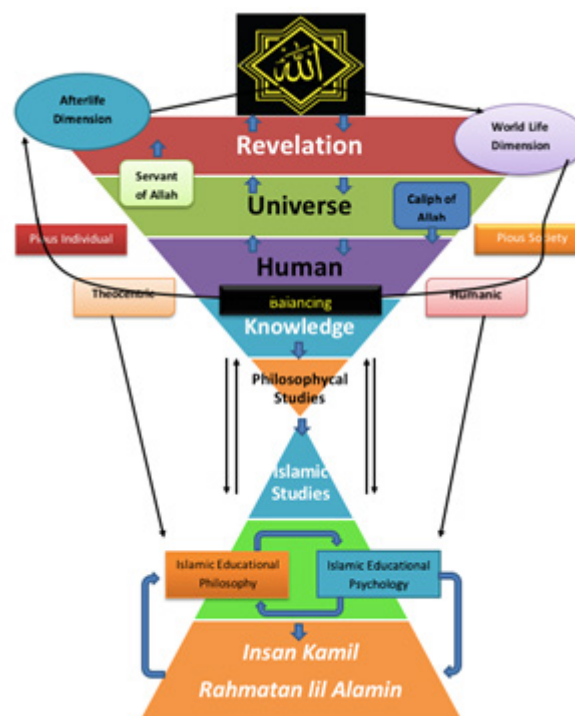 الله
Afterlife
Dimension
World Life
Dimension
Revelation
Servant
of Allah
Universe
Caliph of
Allah
Pious Individual
Pious Society
Human
Theocentric
Balancing
Humanic
Knowledge
Philosophycal
Studies
Islamic
Studies
Islamic Educational
Philosophy
Islamic Educational
Psychology
Insan Kamil
Rahmatan lil Alamin